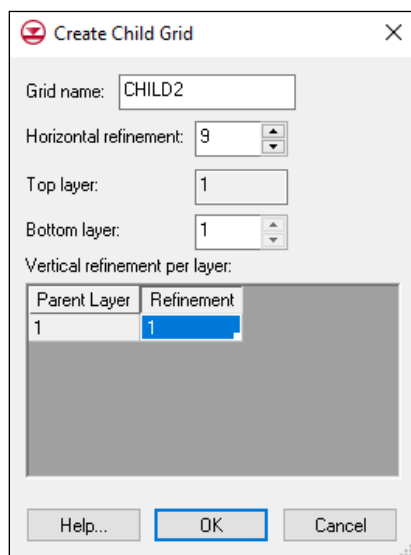 Create Child Grid
Grid name: CHILD2
Horizontal refinement: 9
Top layer: 1
Bottom layer: 1
Vertical refinement per layer:
Parent Layer Refinement
1 1
Help... OK Cancel